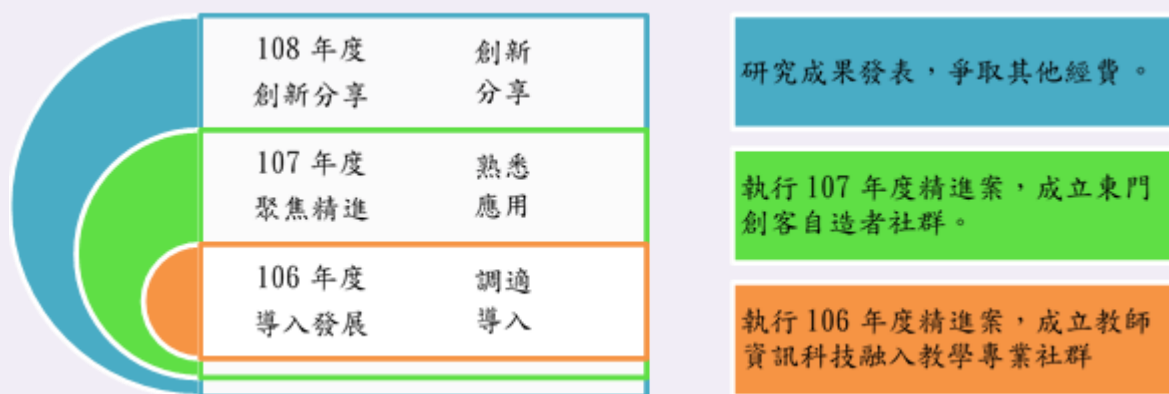 108 年度
創新分享
創新
分享
研究成果發表，爭取其他經費。
107 年度
聚焦精進
熟悉
應用
執行 107 年度精進案，成立東門
創客自造者社群。
106 年度
導入發展
調適
導入
執行 106 年度精進案，成立教師
資訊科技融入教學專業社群